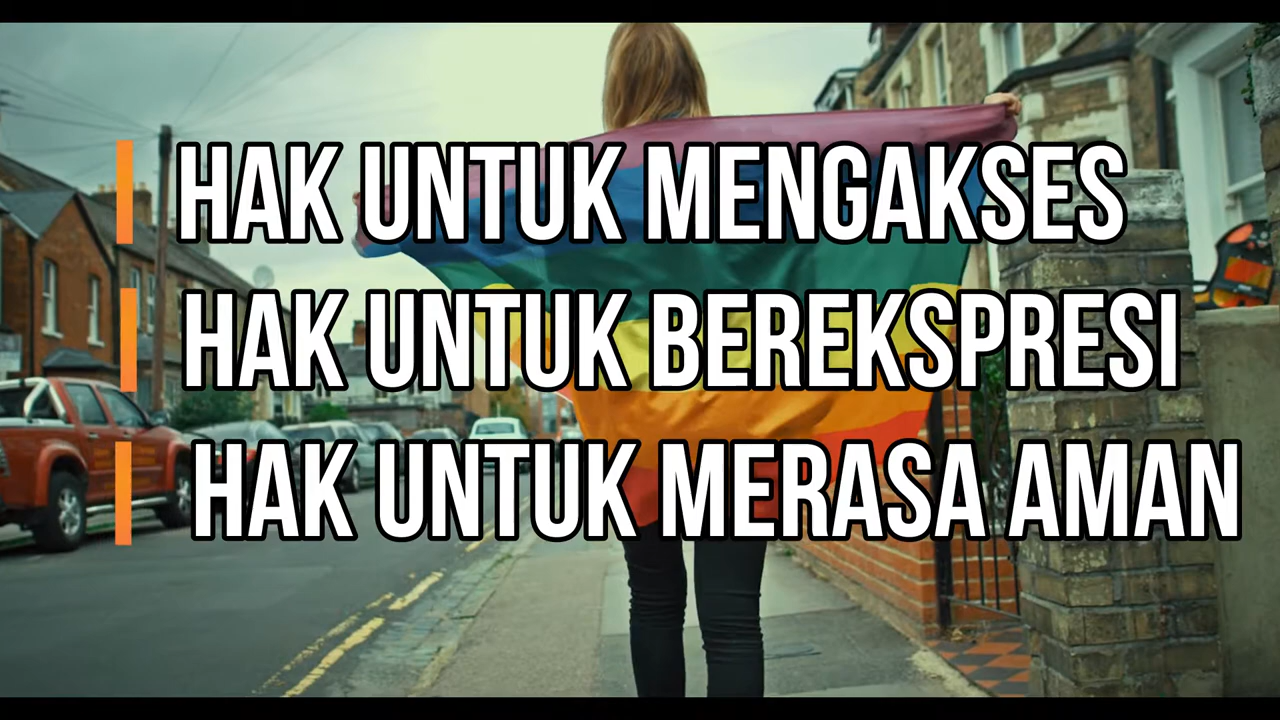 HAK UNTUK MENGAKSES
HAK UNTUK BEREKSPRESI
HAK UNTUK MERASA AMAN